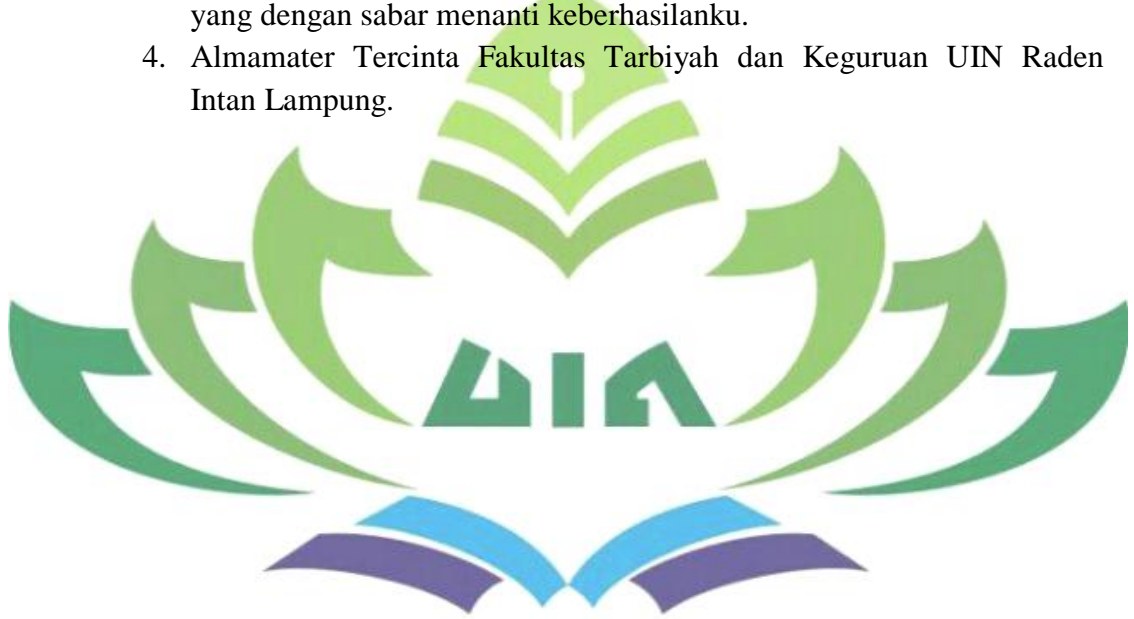 yang dengan sabar menanti keberhasilanku.
4. Almamater Tercinta Fakultas Tarbiyah dan Keguruan UIN Raden
Intan Lampung.
UIN